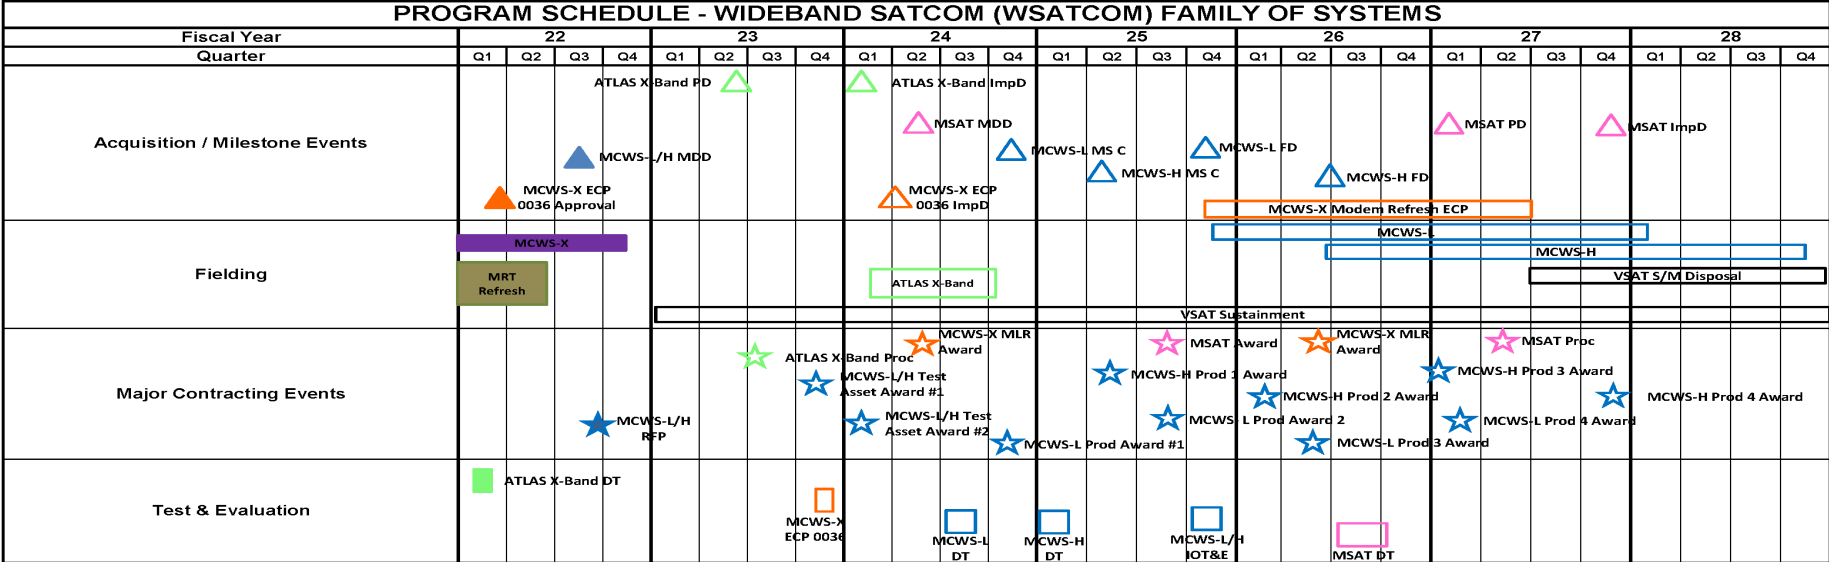 PROGRAM SCHEDULE - WIDEBAND SATCOM (WSATCOM) FAMILY OF SYSTEMS
Fiscal Year 22 23 24 25 26 27 28
Quarter Q1 Q2 Q3 Q4 Q1 Q2 Q3 Q4 Q1 Q2 Q3 Q4 Q1 Q2 Q3 Q4 Q1 Q2 Q3 Q4 Q1 Q2 Q3 Q4 Q1 Q2 Q3 Q4
Acquisition / Milestone Events
ATLAS X-Band PD
ATLAS X-Band ImpD
MSAT MDD
MSAT PD
MSAT ImpD
MCWS-L/H MDD
MCWS-L MS C
MCWS-L FD
MCWS-H MS C
MCWS-H FD
MCWS-X ECP
0036 Approval
MCWS-X ECP
0036 ImpD
MCWS-X Modem Refresh ECP
Fielding
MCWS-X
MCWS-L
MCWS-H
MRT
Refresh
ATLAS X-Band
VSAT S/M Disposal
VSAT Sustainment
Major Contracting Events
ATLAS X-Band Proc
MCWS-X MLR
Award
MSAT Award
MCWS-X MLR
Award
MSAT Proc
MCWS-L/H Test
Asset Award #1
MCWS-H Prod 1 Award
MCWS-H Prod 3 Award
MCWS-H Prod 2 Award
MCWS-H Prod 4 Award
MCWS-L/H
RFP
MCWS-L/H Test
Asset Award #2
MCWS- L Prod Award 2
MCWS-L Prod 4 Award
MCWS-L Prod Award #1
MCWS-L Prod 3 Award
Test & Evaluation
ATLAS X-Band DT
MCWS-X
ECP 0036
MCWS-L
DT
MCWS-H
DT
MCWS-L/H
IOT&E
MSAT DT